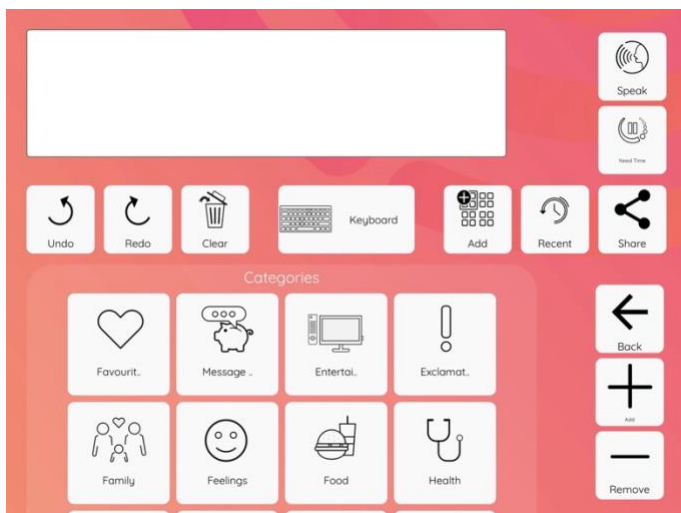 Speak
Need Time
Undo
Redo
Clear
Keyboard
Add
Recent
Share
Categories
Favourit..
Message ..
Entertai..
Exclamat..
Back
Add
Family
Feelings
Food
Health
Remove